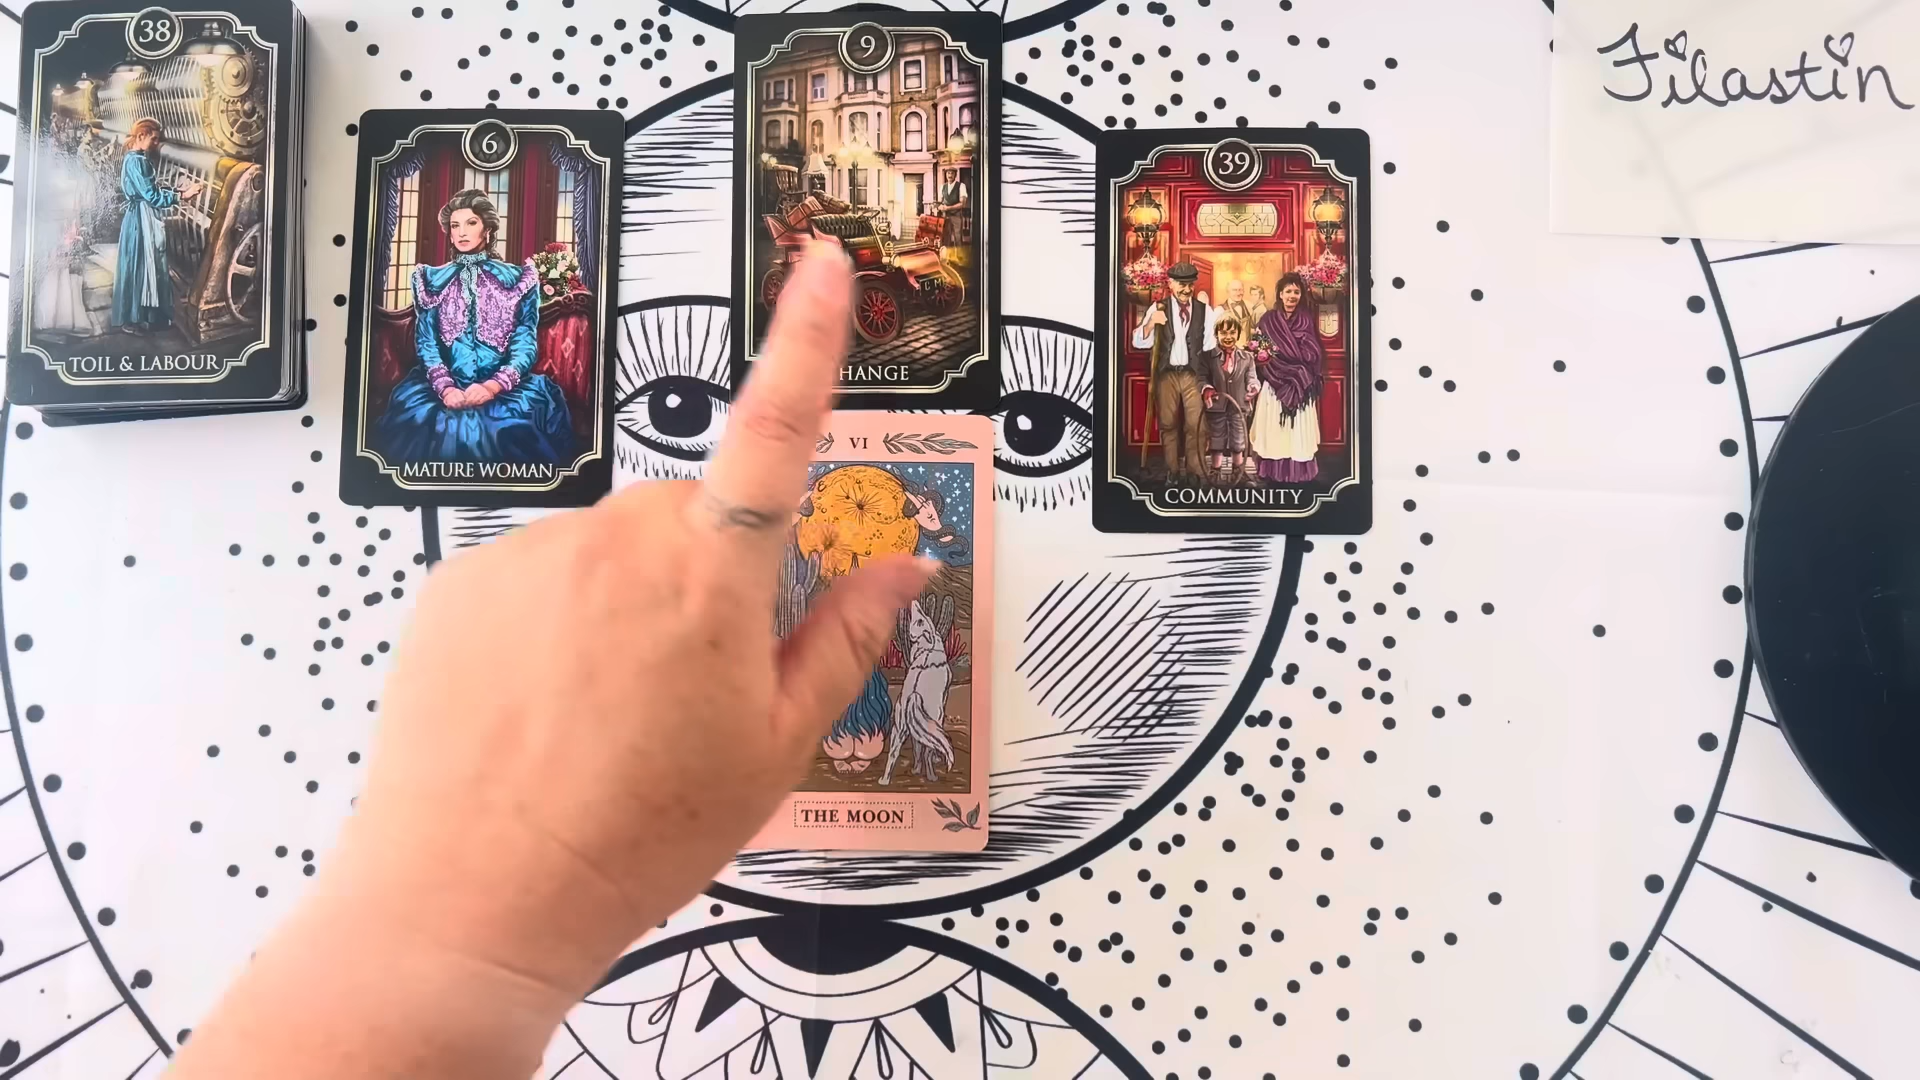 38
TOIL & LABOUR
6
MATURE WOMAN
9
HANGE
39
COMMUNITY
Filastin
VI
THE MOON